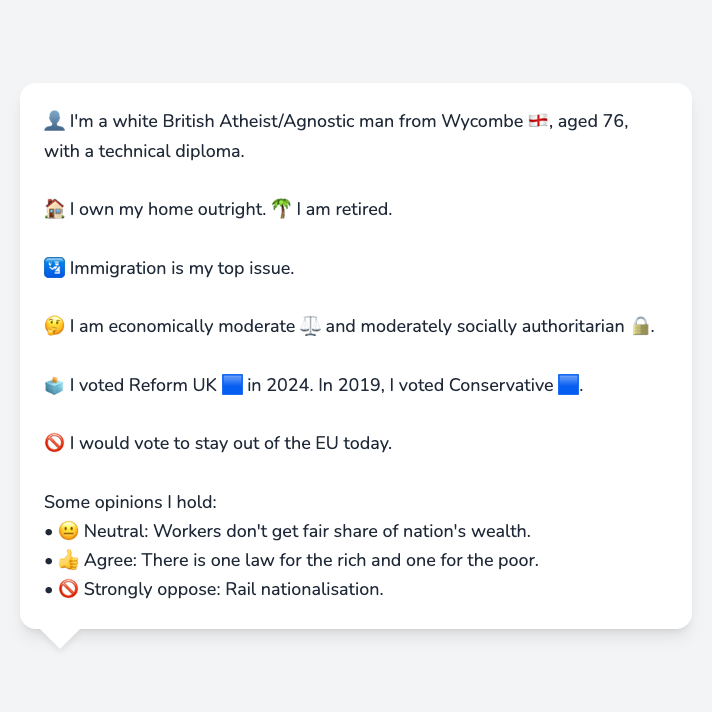 👤 I'm a white British Atheist/Agnostic man from Wycombe 🏴󠁧󠁢󠁥󠁮󠁧󠁿, aged 76,
with a technical diploma.
🏠 I own my home outright. 🌴 I am retired.
🛂 Immigration is my top issue.
🤔 I am economically moderate ⚖️ and moderately socially authoritarian 🔒.
🗳️ I voted Reform UK 🟦 in 2024. In 2019, I voted Conservative 🟦.
🚫 I would vote to stay out of the EU today.
Some opinions I hold:
• 😐 Neutral: Workers don't get fair share of nation's wealth.
• 👍 Agree: There is one law for the rich and one for the poor.
• 🚫 Strongly oppose: Rail nationalisation.